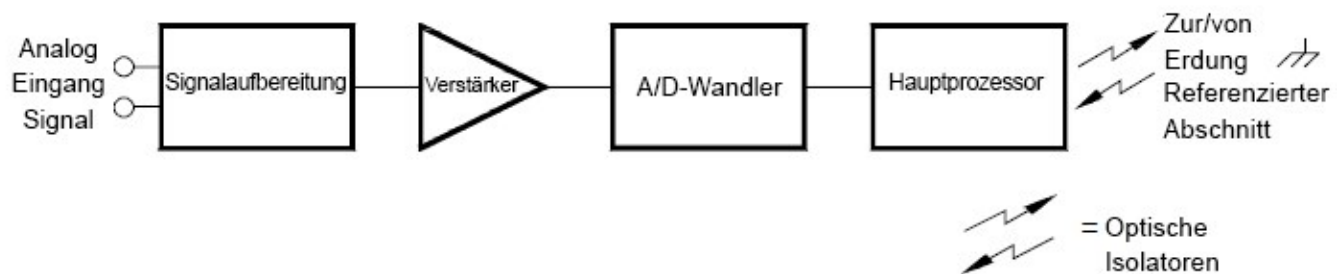 Analog
Eingang
Signal
Signalaufbereitung
Verstärker
A/D-Wandler
Hauptprozessor
Zur/von
Erdung
Referenzierter
Abschnitt
= Optische
Isolatoren